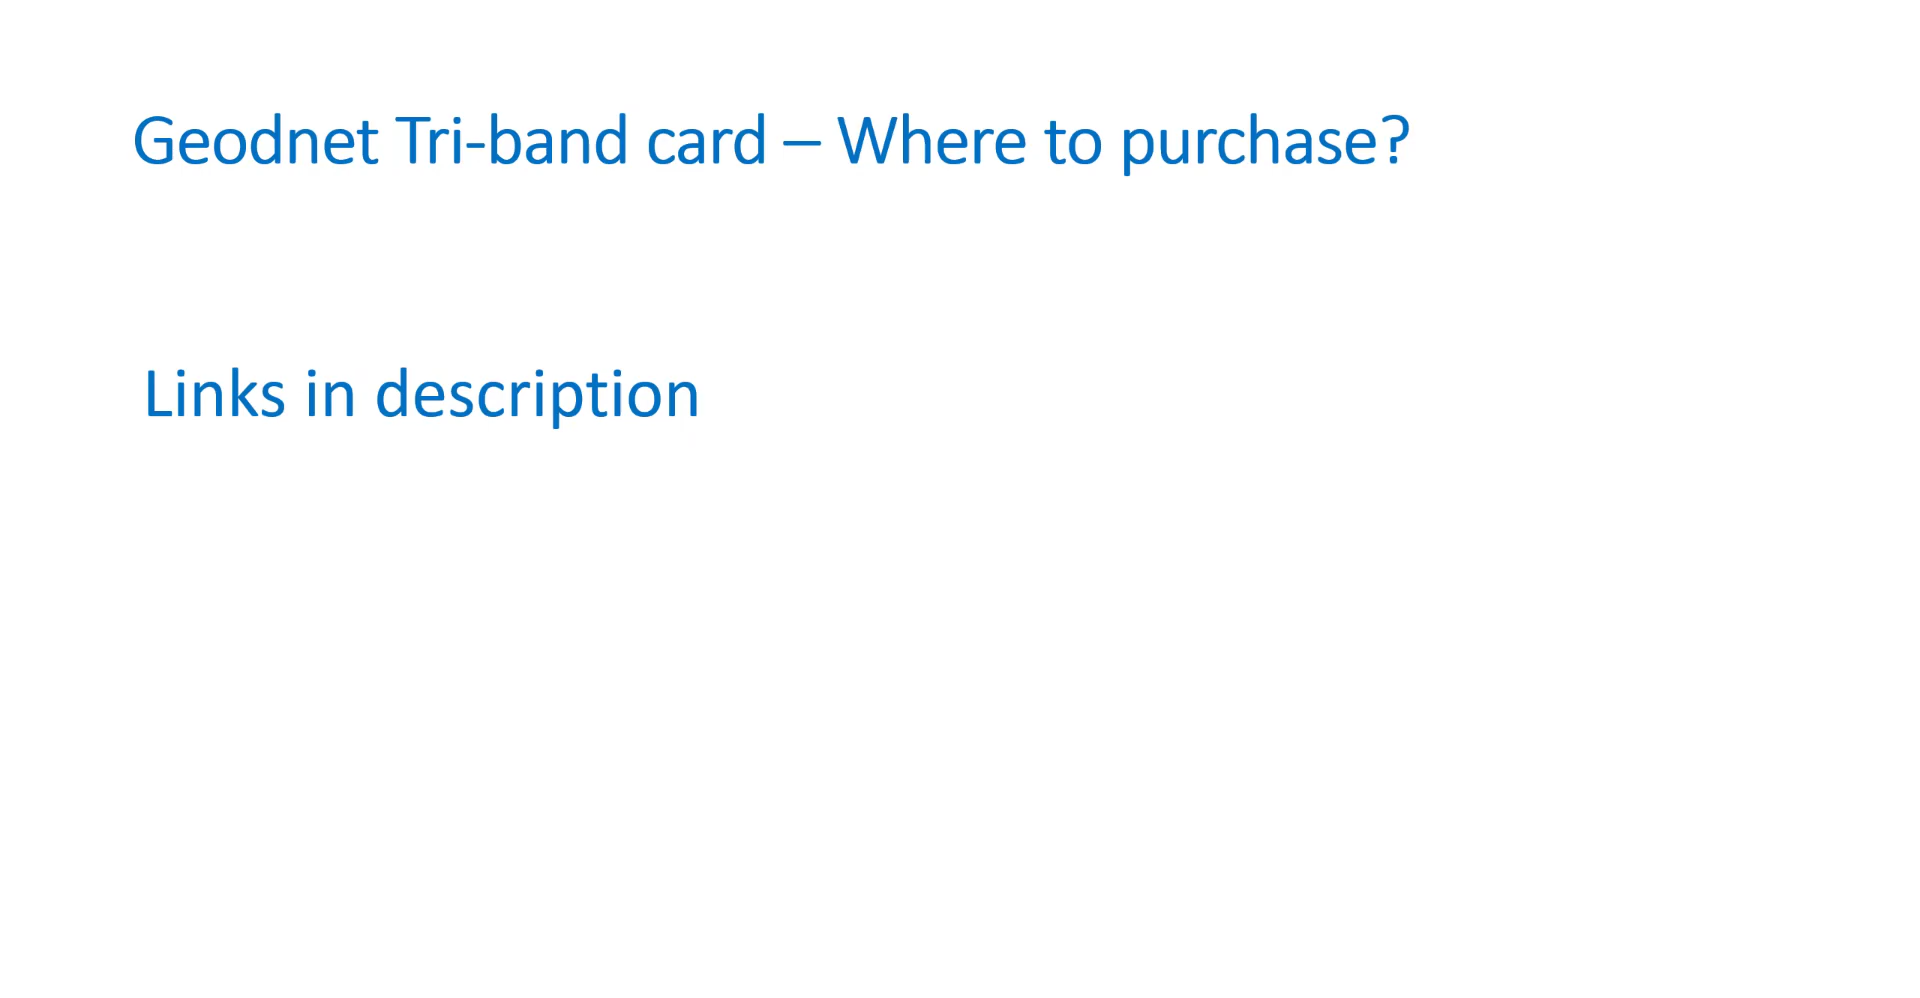 Geodnet Tri-band card – Where to purchase?
Links in description